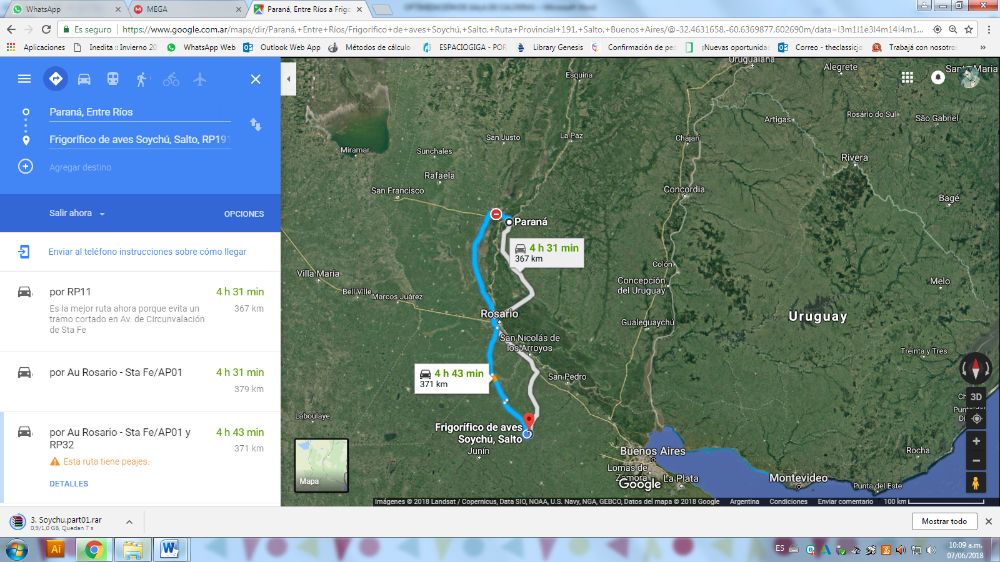 WhatsApp
MEGA
Paraná, Entre Ríos a Frigo
Es seguro
https://www.google.com.ar/maps/dir/Paraná,+Entre+Ríos/Frigorífico+de+aves+Soychú,+Salto,+Ruta+Provincial+191,+Salto,+Buenos+Aires/@-32.4631658,-60.6369877,602690m/data=!3m1!1e3!4m14!4m1...
Aplicaciones
Inedita :: Invierno 20
WhatsApp Web
Outlook Web App
Métodos de cálculo
ESPACIOGIGA - POR
Library Genesis
Confirmación de pec
¡Nuevas oportunida
Correo - theclassicjo
Trabajá con nosotros
»
Paraná, Entre Ríos
Frigorífico de aves Soychú, Salto, RP191
Agregar destino
Salir ahora
OPCIONES
Enviar al teléfono instrucciones sobre cómo llegar
por RP11
4 h 31 min
Es la mejor ruta ahora porque evita un
367 km
tramo cortado en Av. de Circunvalación
de Sta Fe
por Au Rosario - Sta Fe/AP01
4 h 31 min
379 km
por Au Rosario - Sta Fe/AP01 y
4 h 43 min
RP32
371 km
Esta ruta tiene peajes.
DETALLES
Uruguaiana
Alegrete
Santa Maria
Esquina
Artigas
Rosário do Sul
São Gabriel
San Justo
La Paz
Chajarí
Miramar
Sunchales
Rivera
Rafaela
San Francisco
Concordia
Bagé
Paraná
4 h 31 min
367 km
Colón
Villa María
Concepción
del Uruguay
Melo
Bell Ville
Marcos Juárez
Rosario
Uruguay
Gualeguaychú
San Nicolás de
los Arroyos
Treinta y Tres
4 h 43 min
371 km
San Pedro
Ch
3D
Punta
Di
Laboulaye
Frigorífico de aves
Soychú, Salto
Junín
Buenos Aires
Rocha
Lomas de
Zamora
La Plata
Google
Montevideo
Punta del Este
Mapa
Imágenes © 2018 Landsat / Copernicus, Data SIO, NOAA, U.S. Navy, NGA, GEBCO, Datos del mapa © 2018 Google
Argentina
Condiciones
Enviar comentario
100 km
3. Soychu.part01.rar
0,9/1,0 GB, Quedan 7 s
Mostrar todo
Ai
W
ES
10:09 a.m.
07/06/2018